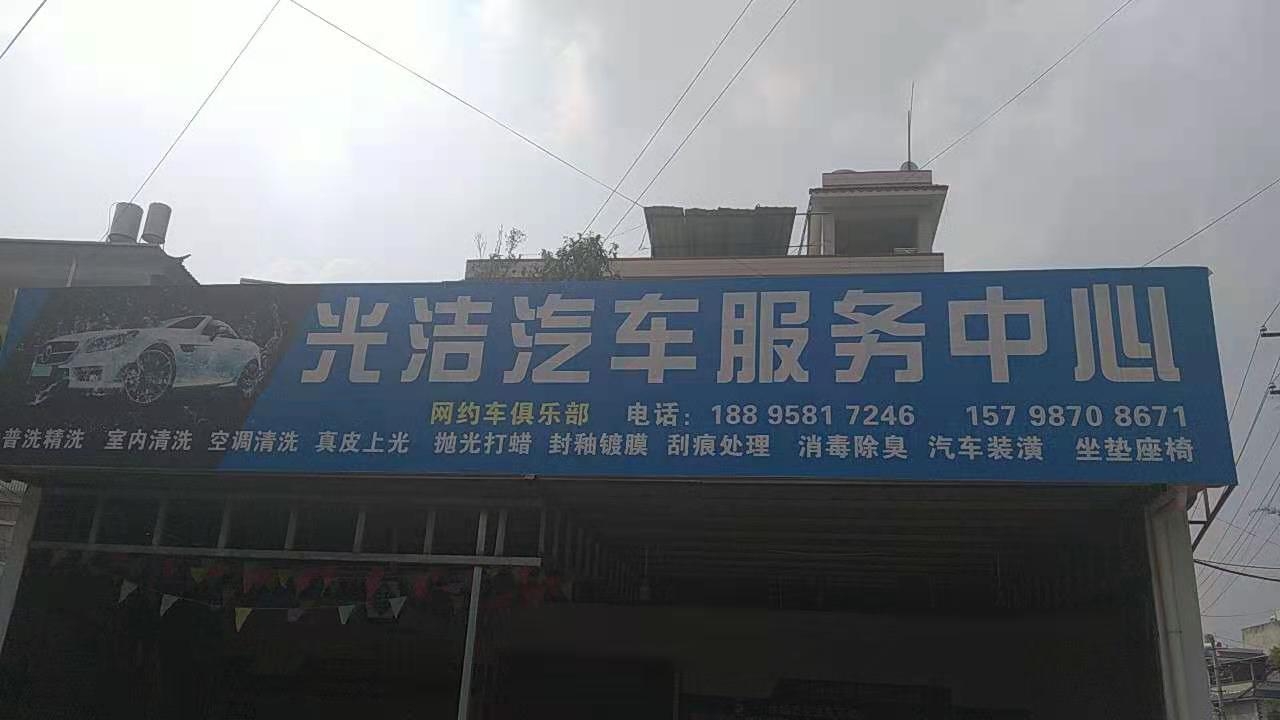 光洁汽车服务中心
网约车俱乐部 电话：188 9581 7246 157 9870 8671
普洗精洗 室内清洗 空调清洗 真皮上光 抛光打蜡 封釉镀膜 刮痕处理 消毒除臭 汽车装潢 坐垫座椅